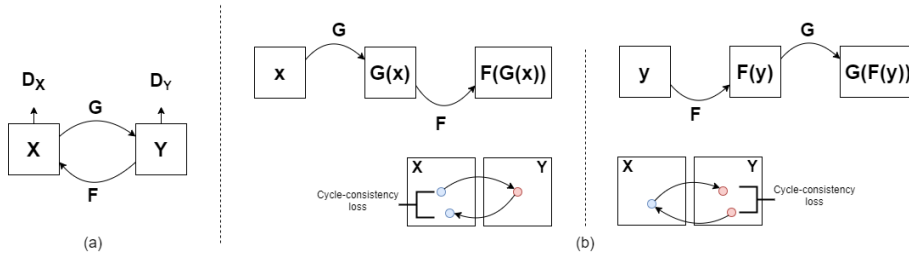 D_X
D_Y
G
X
Y
F
(a)
G
x
G(x)
F(G(x))
F
X
Y
Cycle-consistency
loss
G
y
F(y)
G(F(y))
F
X
Y
Cycle-consistency
loss
(b)